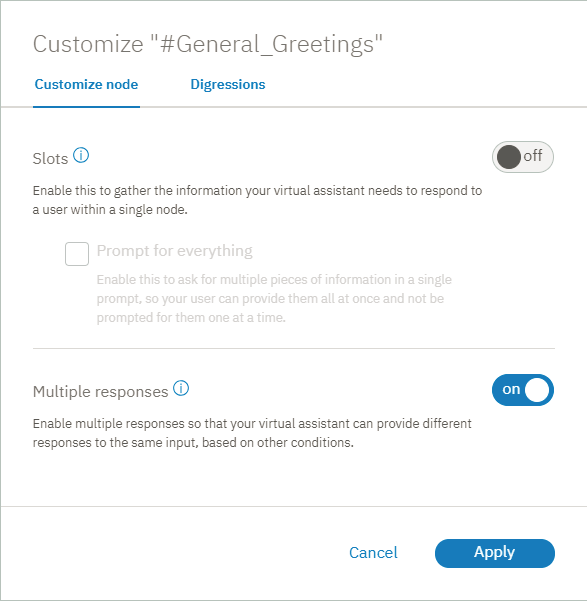 Customize "#General_Greetings"
Customize node Digressions
Slots
off
Enable this to gather the information your virtual assistant needs to respond to
a user within a single node.
Prompt for everything
Enable this to ask for multiple pieces of information in a single
prompt, so your user can provide them all at once and not be
prompted for them one at a time.
Multiple responses
on
Enable multiple responses so that your virtual assistant can provide different
responses to the same input, based on other conditions.
Cancel Apply